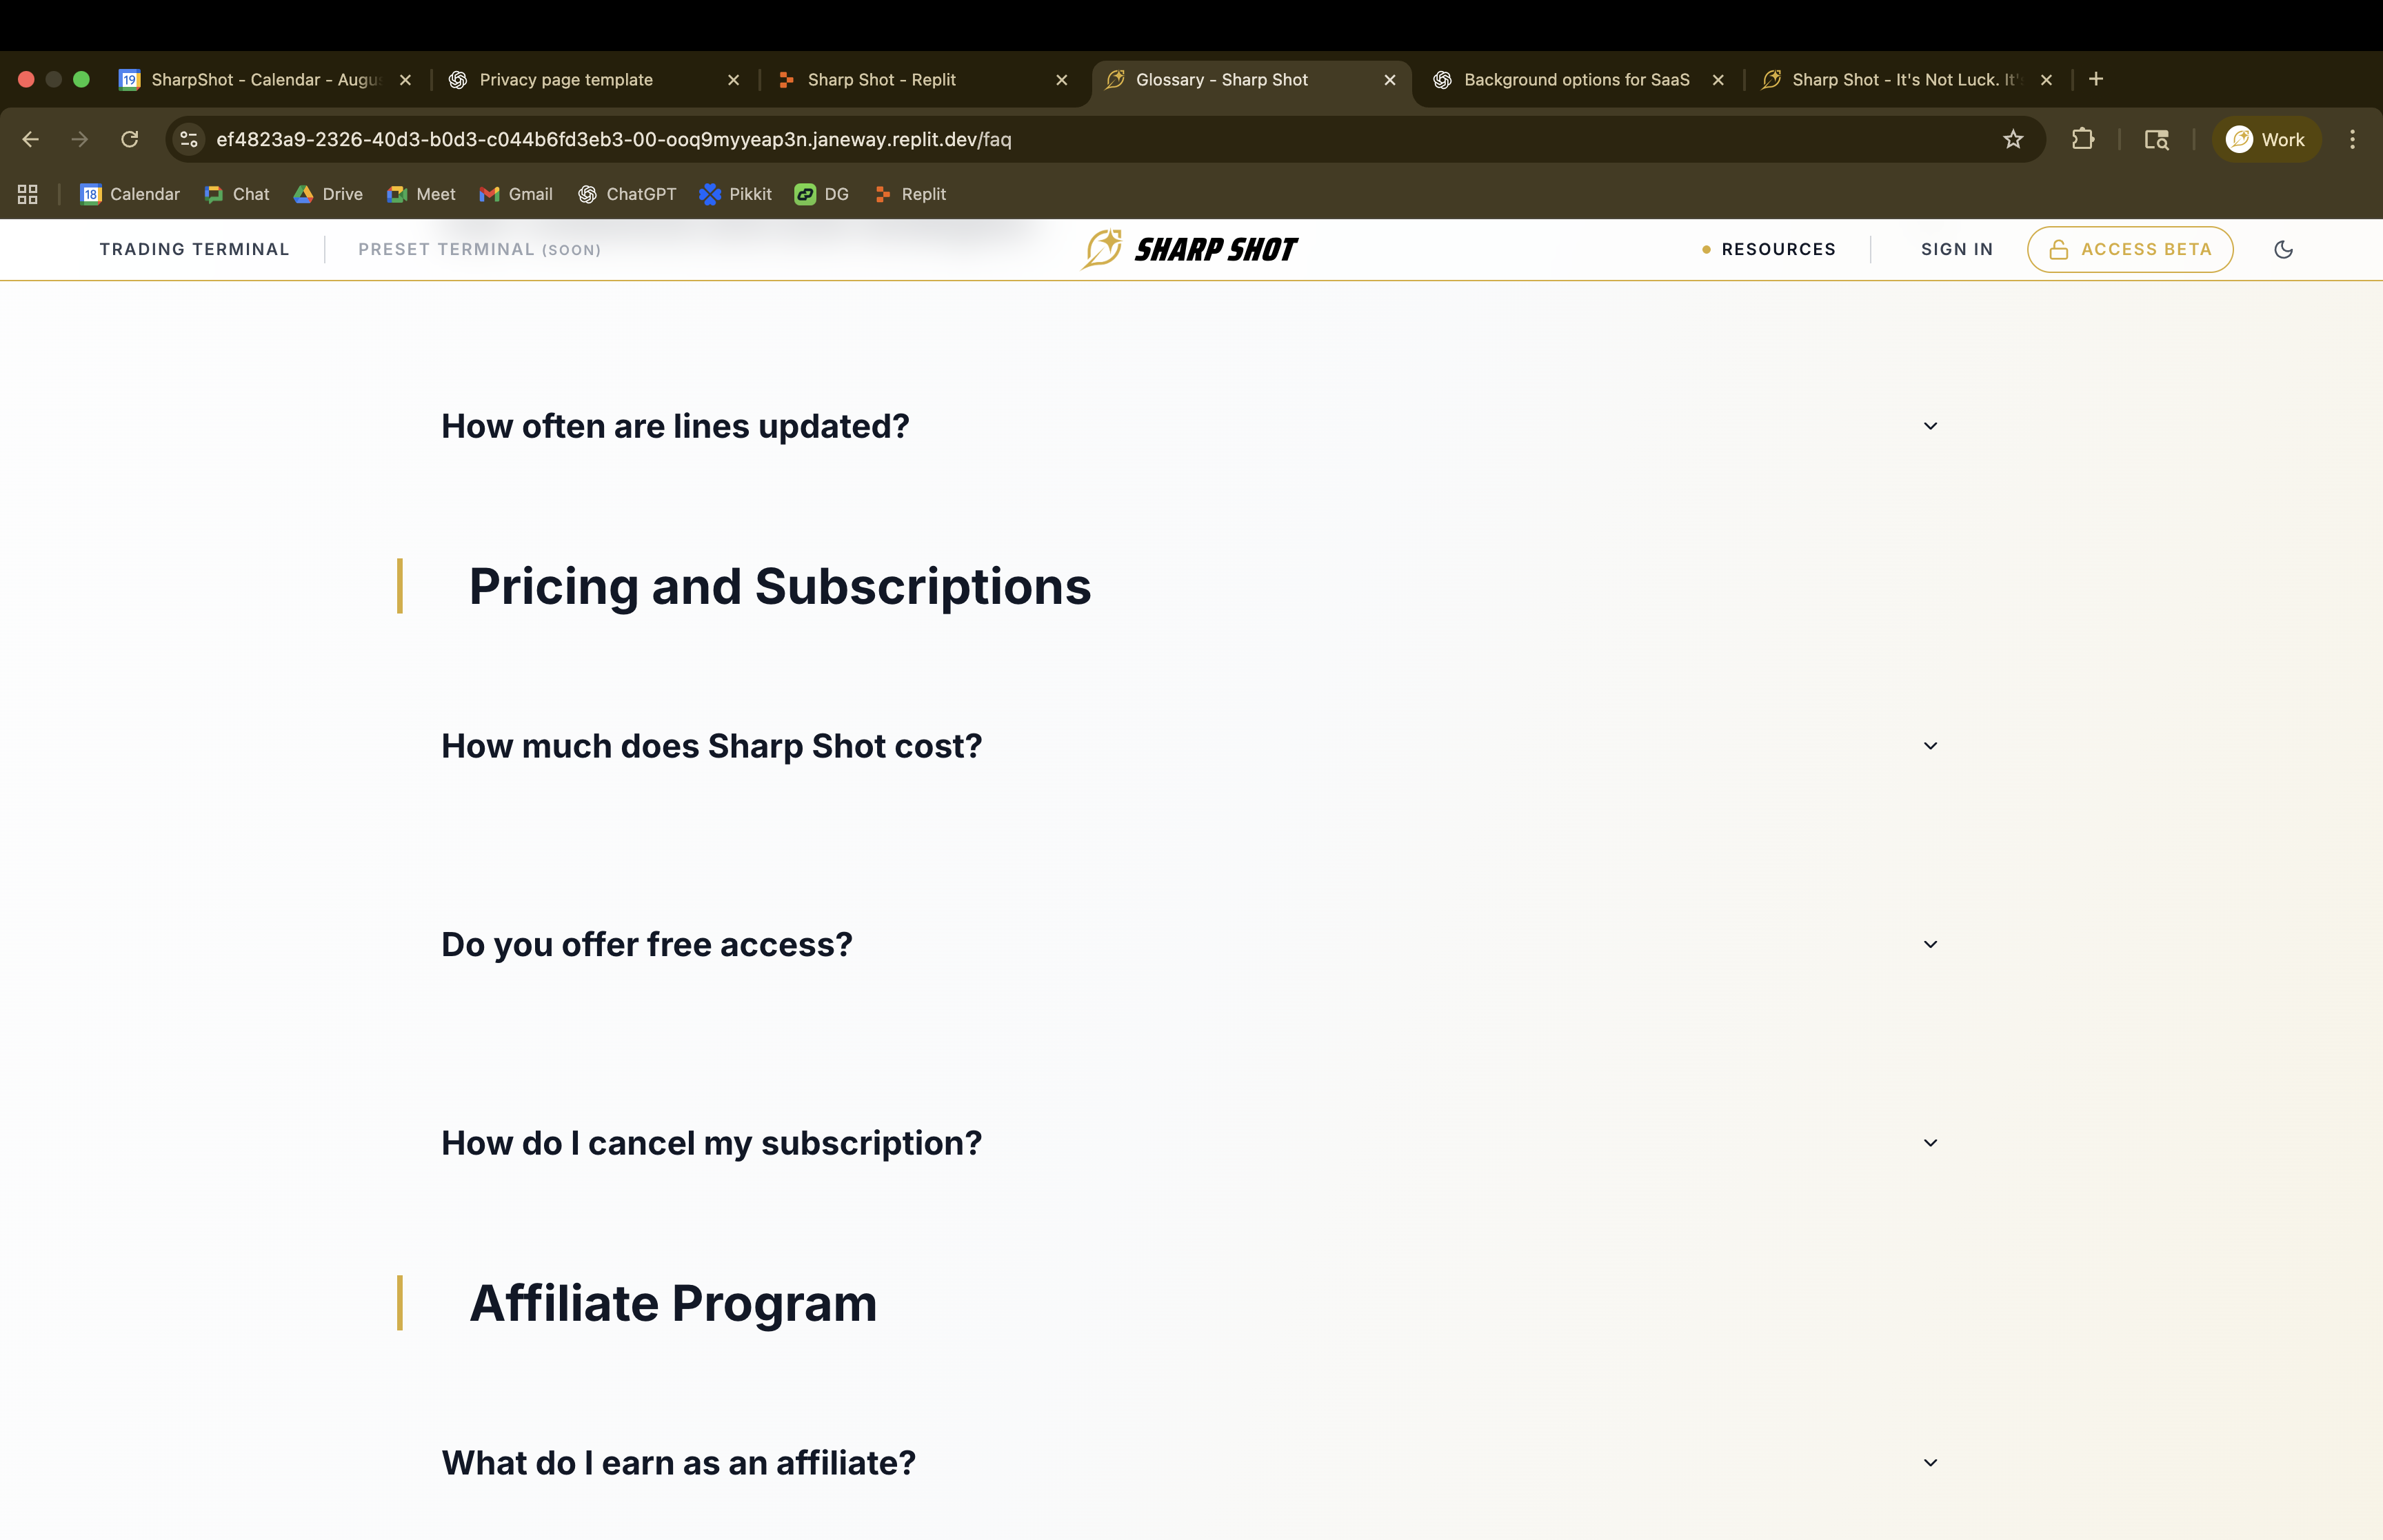 SharpShot - Calendar - Augu
Privacy page template
Sharp Shot - Replit
Glossary - Sharp Shot
Background options for SaaS
Sharp Shot - It's Not Luck. It's
ef4823a9-2326-40d3-b0d3-c044b6fd3eb3-00-ooq9myyeap3n.janeway.replit.dev/faq
Work
Calendar
Chat
Drive
Meet
Gmail
ChatGPT
Pikkit
DG
Replit
TRADING TERMINAL
PRESET TERMINAL (SOON)
SHARP SHOT
RESOURCES
SIGN IN
ACCESS BETA
How often are lines updated?
Pricing and Subscriptions
How much does Sharp Shot cost?
Do you offer free access?
How do I cancel my subscription?
Affiliate Program
What do I earn as an affiliate?